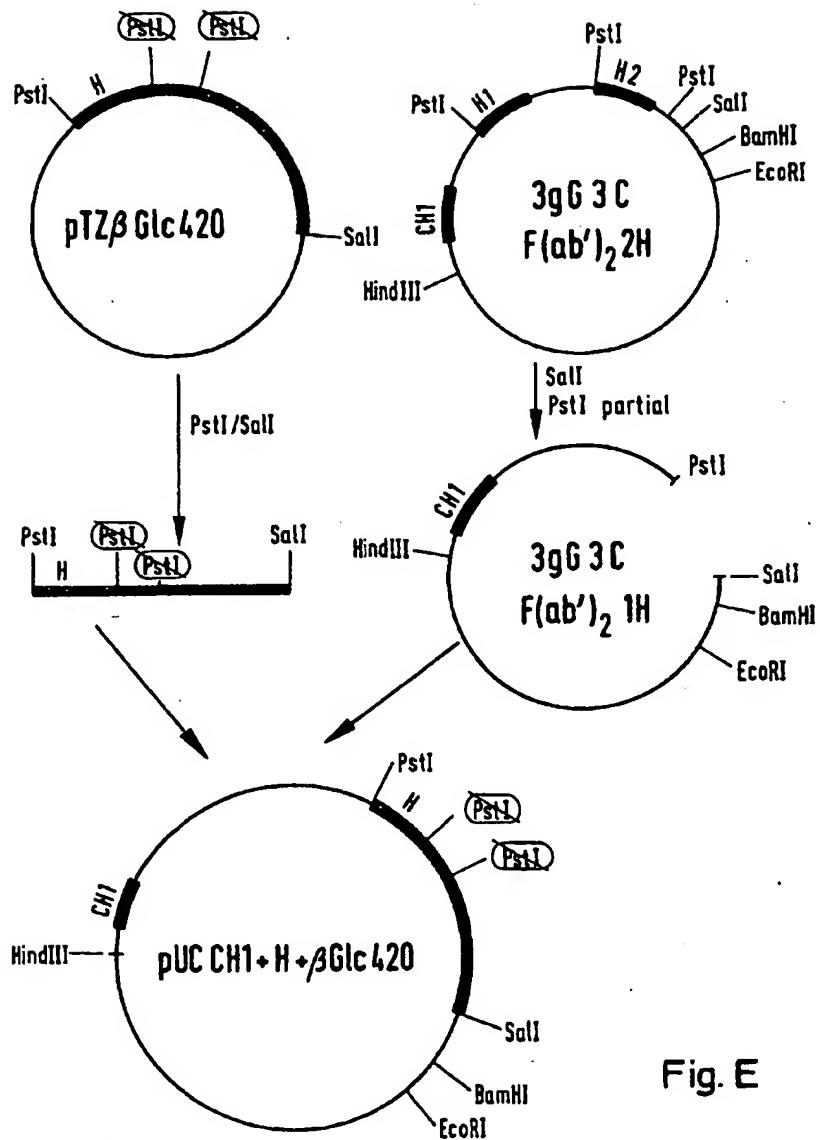 PstI
PstI
PstI
H
SalI
pTZβ Glc420
PstI
H2
PstI
SalI
BamHI
EcoRI
PstI
H1
CH1
HindIII
3gG 3C
F(ab')₂ 2H
PstI/SalI
SalI
PstI partial
PstI
H
PstI
PstI
SalI
PstI
CH1
HindIII
3gG 3C
F(ab')₂ 1H
SalI
BamHI
EcoRI
PstI
H
PstI
PstI
CH1
HindIII
pUC CH1+H+βGlc420
SalI
BamHI
EcoRI
Fig. E